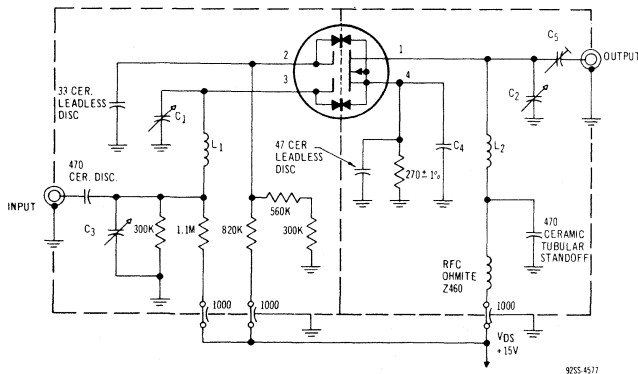 C5
OUTPUT
2
1
3
4
33 CER.
LEADLESS
DISC
C1
C2
L1
47 CER
LEADLESS
DISC
C4
L2
470
CER. DISC.
270 ± 1%
INPUT
560K
C3
300K
1.1M
820K
300K
470
CERAMIC
TUBULAR
STANDOFF
RFC
OHMITE
Z460
1000
1000
1000
VDS
+15V
92SS-4577